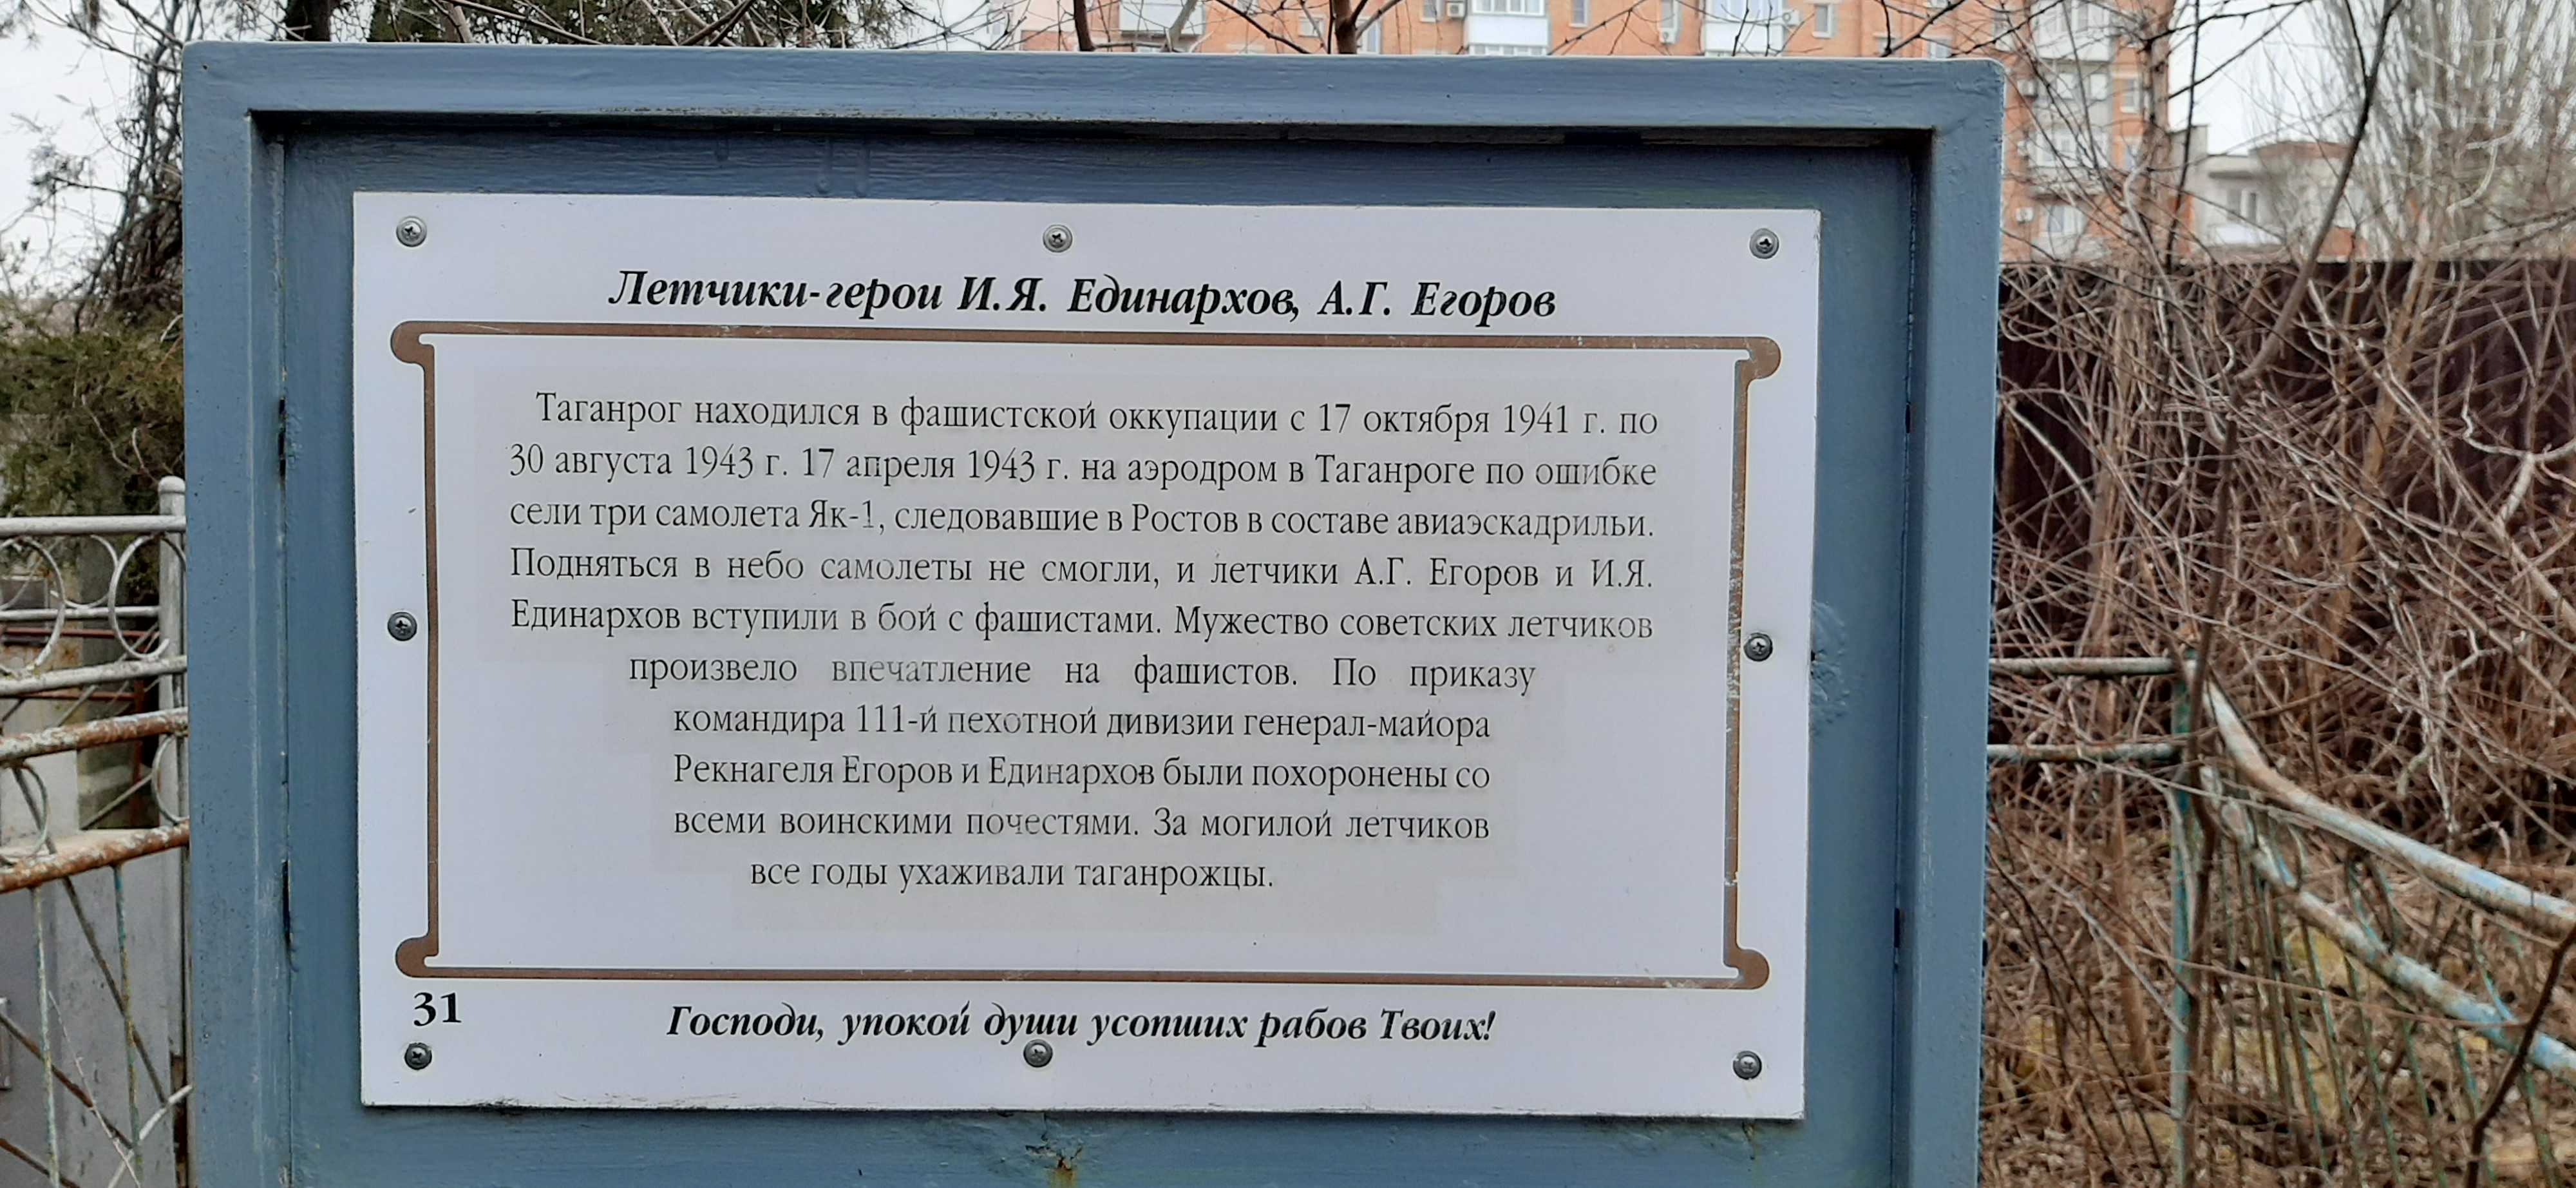 Летчики-герои И.Я. Единархов, А.Г. Егоров
Таганрог находился в фашистской оккупации с 17 октября 1941 г. по
30 августа 1943 г. 17 апреля 1943 г. на аэродром в Таганроге по ошибке
сели три самолета Як-1, следовавшие в Ростов в составе авиаэскадрильи.
Подняться в небо самолеты не смогли, и летчики А.Г. Егоров и И.Я.
Единархов вступили в бой с фашистами. Мужество советских летчиков
произвело впечатление на фашистов. По приказу
командира 111-й пехотной дивизии генерал-майора
Рекнагеля Егоров и Единархов были похоронены со
всеми воинскими почестями. За могилой летчиков
все годы ухаживали таганрожцы.
31
Господи, упокой души усопших рабов Твоих!